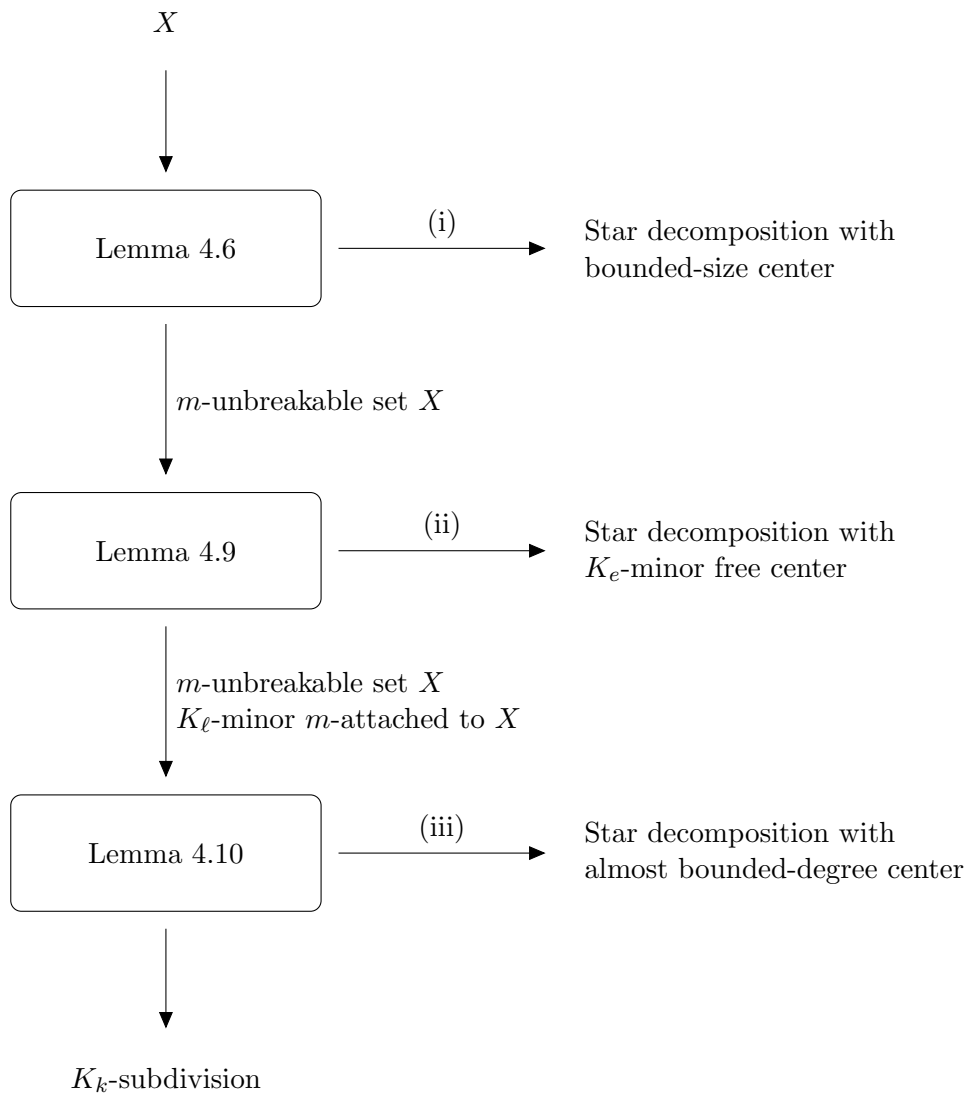 X
Lemma 4.6
(i)
Star decomposition with
bounded-size center
m-unbreakable set X
Lemma 4.9
(ii)
Star decomposition with
Kₑ-minor free center
m-unbreakable set X
K_ℓ-minor m-attached to X
Lemma 4.10
(iii)
Star decomposition with
almost bounded-degree center
Kₖ-subdivision